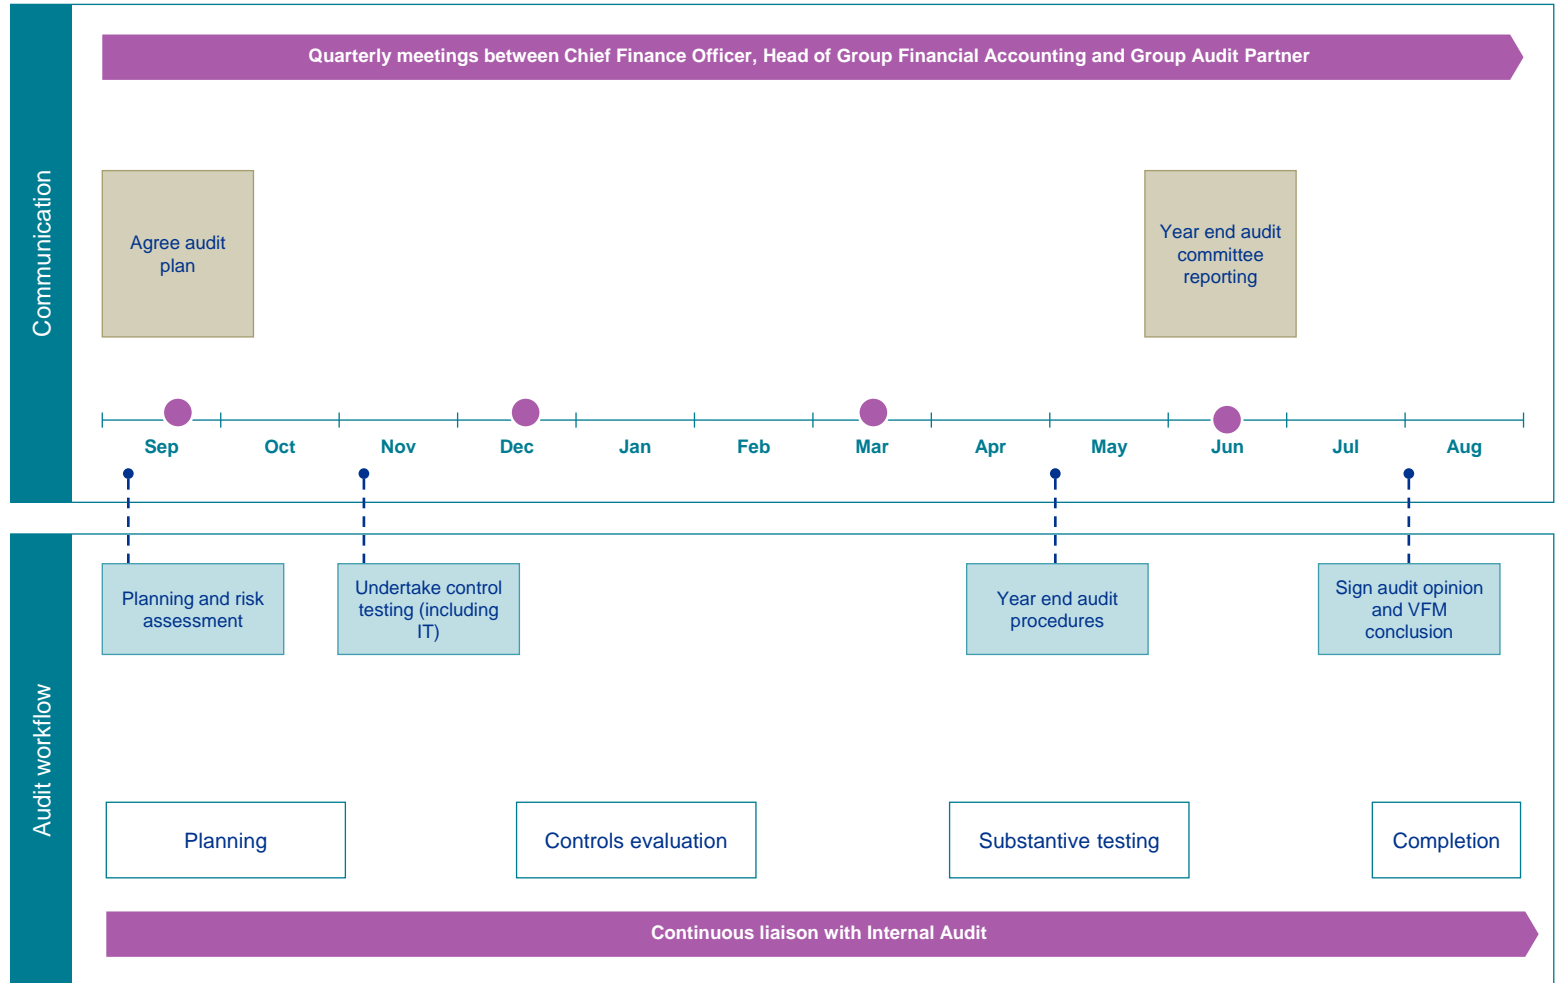 Communication
Quarterly meetings between Chief Finance Officer, Head of Group Financial Accounting and Group Audit Partner
Agree audit
plan
Year end audit
committee
reporting
Sep
Oct
Nov
Dec
Jan
Feb
Mar
Apr
May
Jun
Jul
Aug
Audit workflow
Planning and risk
assessment
Undertake control
testing (including
IT)
Year end audit
procedures
Sign audit opinion
and VFM
conclusion
Planning
Controls evaluation
Substantive testing
Completion
Continuous liaison with Internal Audit